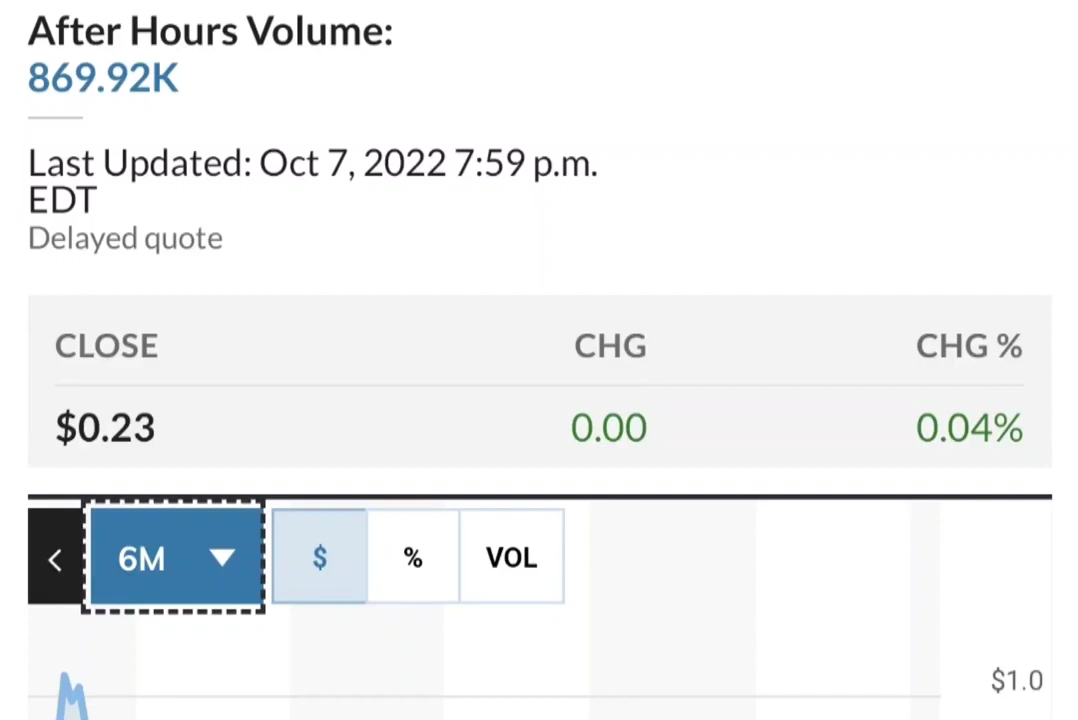 After Hours Volume:
869.92K
Last Updated: Oct 7, 2022 7:59 p.m.
EDT
Delayed quote
CLOSE CHG CHG %
$0.23 0.00 0.04%
6M $ % VOL
$1.0